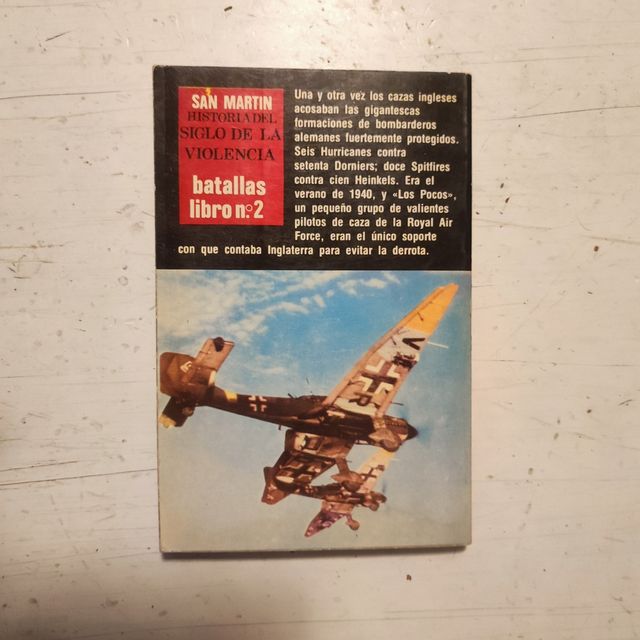 SAN MARTIN
HISTORIA DEL
SIGLO DE LA
VIOLENCIA
batallas
libro n.º 2
Una y otra vez los cazas ingleses
acosaban las gigantescas
formaciones de bombarderos
alemanes fuertemente protegidos.
Seis Hurricanes contra
setenta Dorniers; doce Spitfires
contra cien Heinkels. Era el
verano de 1940, y «Los Pocos»,
un pequeño grupo de valientes
pilotos de caza de la Royal Air
Force, eran el único soporte
con que contaba Inglaterra para evitar la derrota.